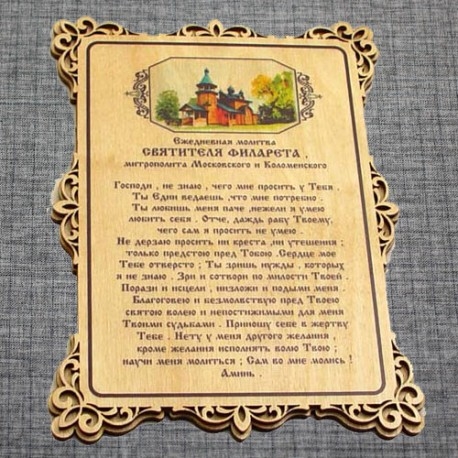 Ежедневная молитва
СВЯТИТЕЛЯ ФИЛАРЕТА ,
митрополита Московского и Коломенского
Господи , не знаю , чего мне просить у Тебя .
Ты Един ведаешь ,что мне потребно .
Ты любишь меня паче ,нежели я умею
любить себя . Отче, даждь рабу Твоему,
чего сам я просить не умею .
Не дерзаю просить ни креста ,ни утешения ;
только предстою пред Тобою .Сердце мое
Тебе отверсто ; Ты зришь нужды , которых
я не знаю . Зри и сотвори по милости Твоей .
Порази и исцели , низложи и подыми меня .
Благоговею и безмолвствую пред Твоею
святою волею и непостижимыми для меня
Твоими судьбами . Приношу себе в жертву
Тебе . Нету у меня другого желания ,
кроме желания исполнять волю Твою ;
научи меня молиться ; Сам во мне молись !
Аминь .